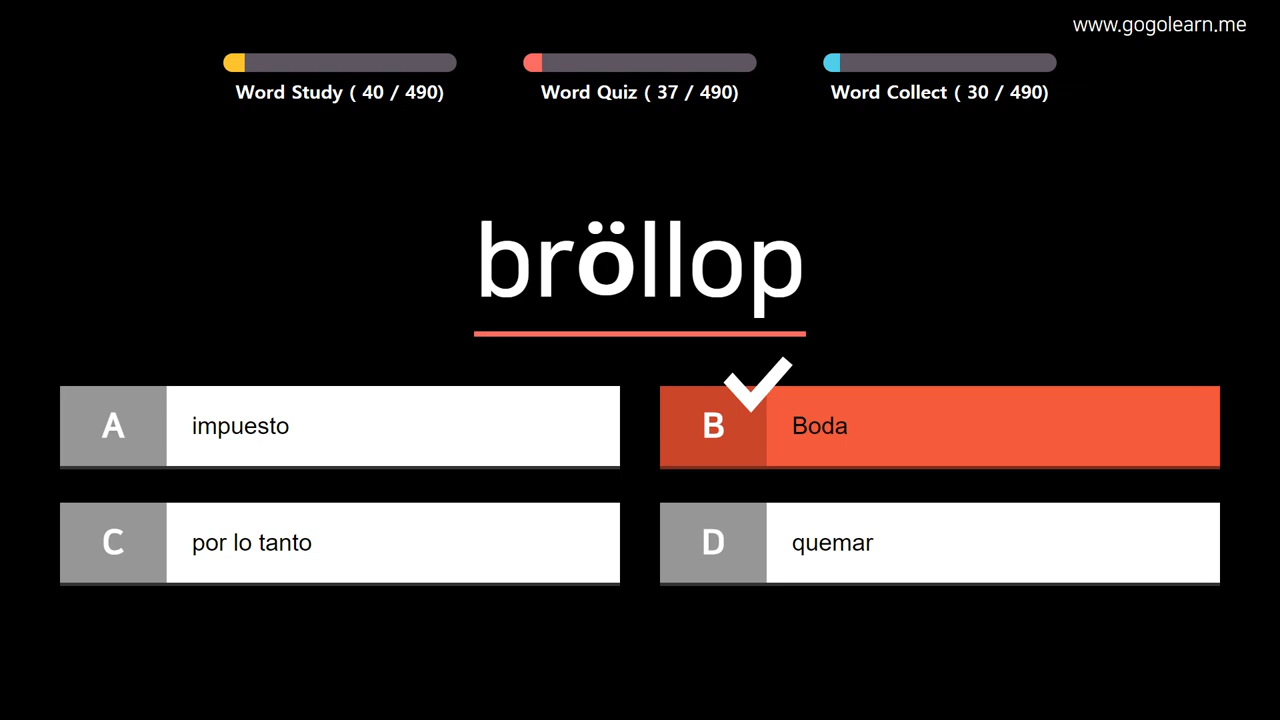 www.gogolearn.me
Word Study ( 40 / 490)
Word Quiz ( 37 / 490)
Word Collect ( 30 / 490)
bröllop
A impuesto
B Boda
C por lo tanto
D quemar